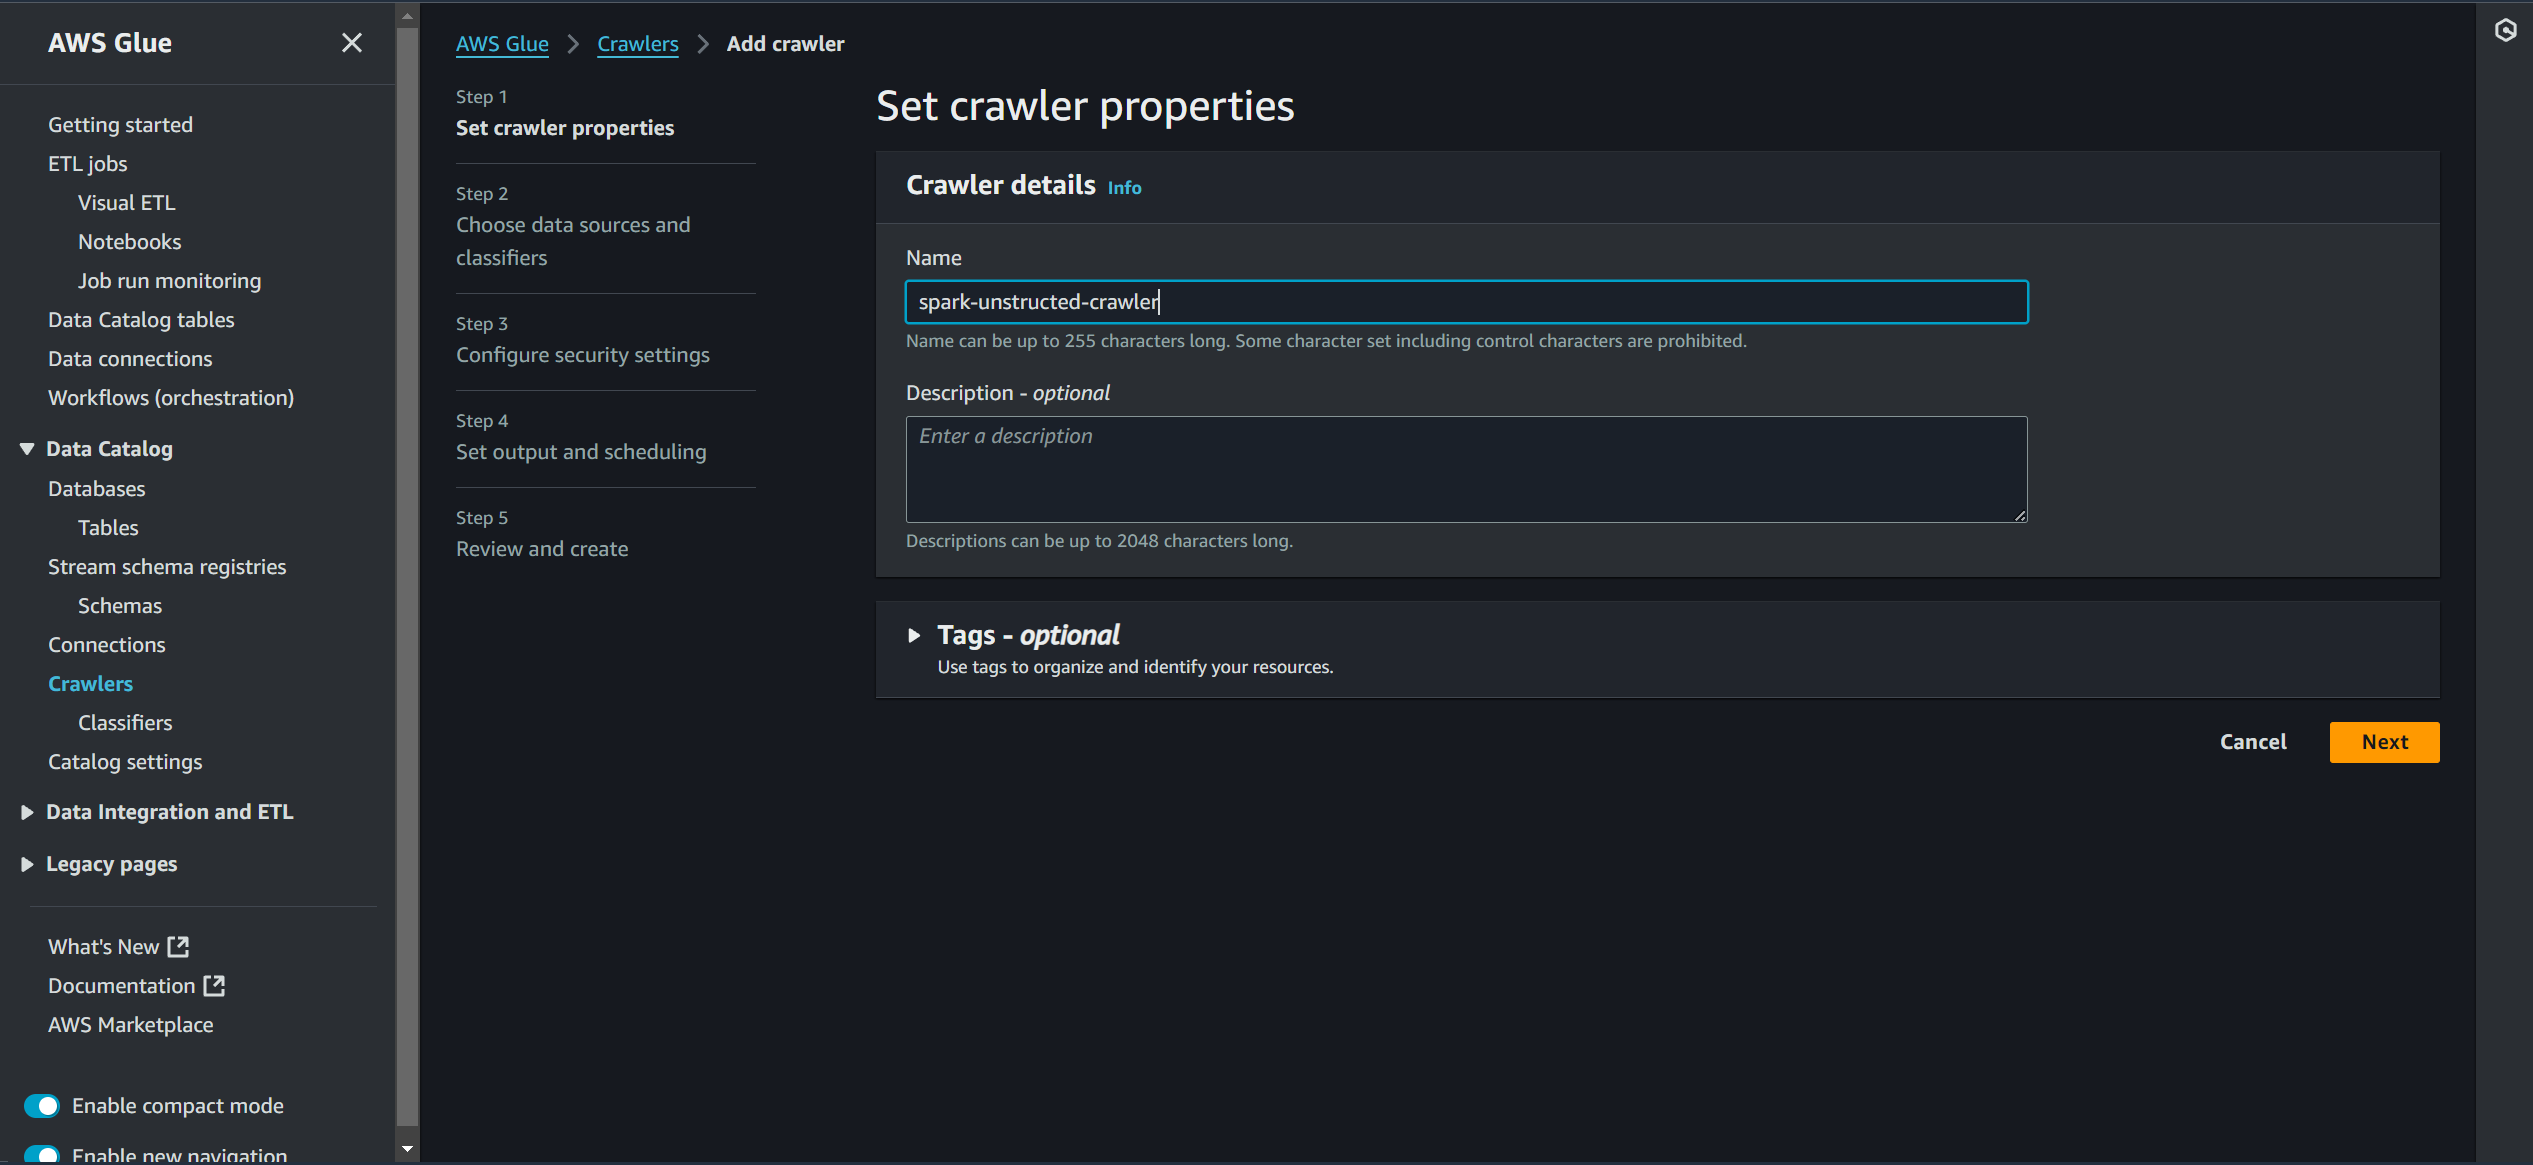 AWS Glue
Getting started
ETL jobs
Visual ETL
Notebooks
Job run monitoring
Data Catalog tables
Data connections
Workflows (orchestration)
Data Catalog
Databases
Tables
Stream schema registries
Schemas
Connections
Crawlers
Classifiers
Catalog settings
Data Integration and ETL
Legacy pages
What's New
Documentation
AWS Marketplace
Enable compact mode
Enable new navigation
AWS Glue > Crawlers > Add crawler
Step 1
Set crawler properties
Step 2
Choose data sources and
classifiers
Step 3
Configure security settings
Step 4
Set output and scheduling
Step 5
Review and create
Set crawler properties
Crawler details Info
Name
spark-unstructed-crawler
Name can be up to 255 characters long. Some character set including control characters are prohibited.
Description - optional
Enter a description
Descriptions can be up to 2048 characters long.
Tags - optional
Use tags to organize and identify your resources.
Cancel
Next